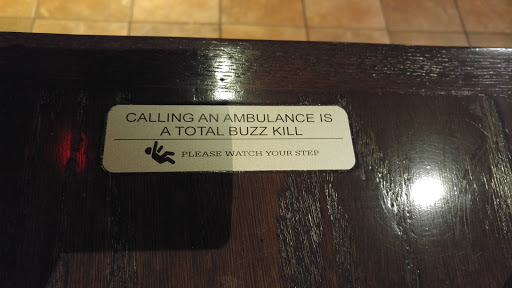 CALLING AN AMBULANCE IS
A TOTAL BUZZ KILL
PLEASE WATCH YOUR STEP